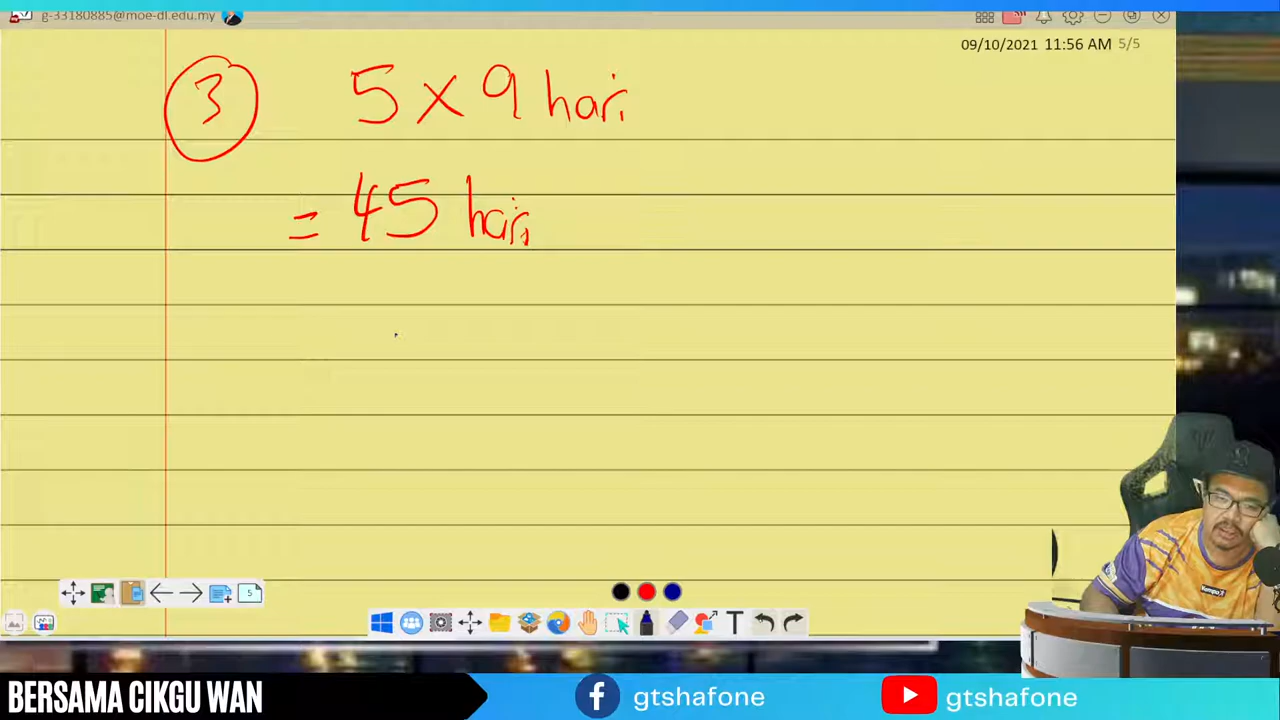 g-33180885@moe-dl.edu.my
09/10/2021 11:56 AM 5/5
3 5 × 9 hari
= 45 hari
5
T
BERSAMA CIKGU WAN
gtshafone
gtshafone